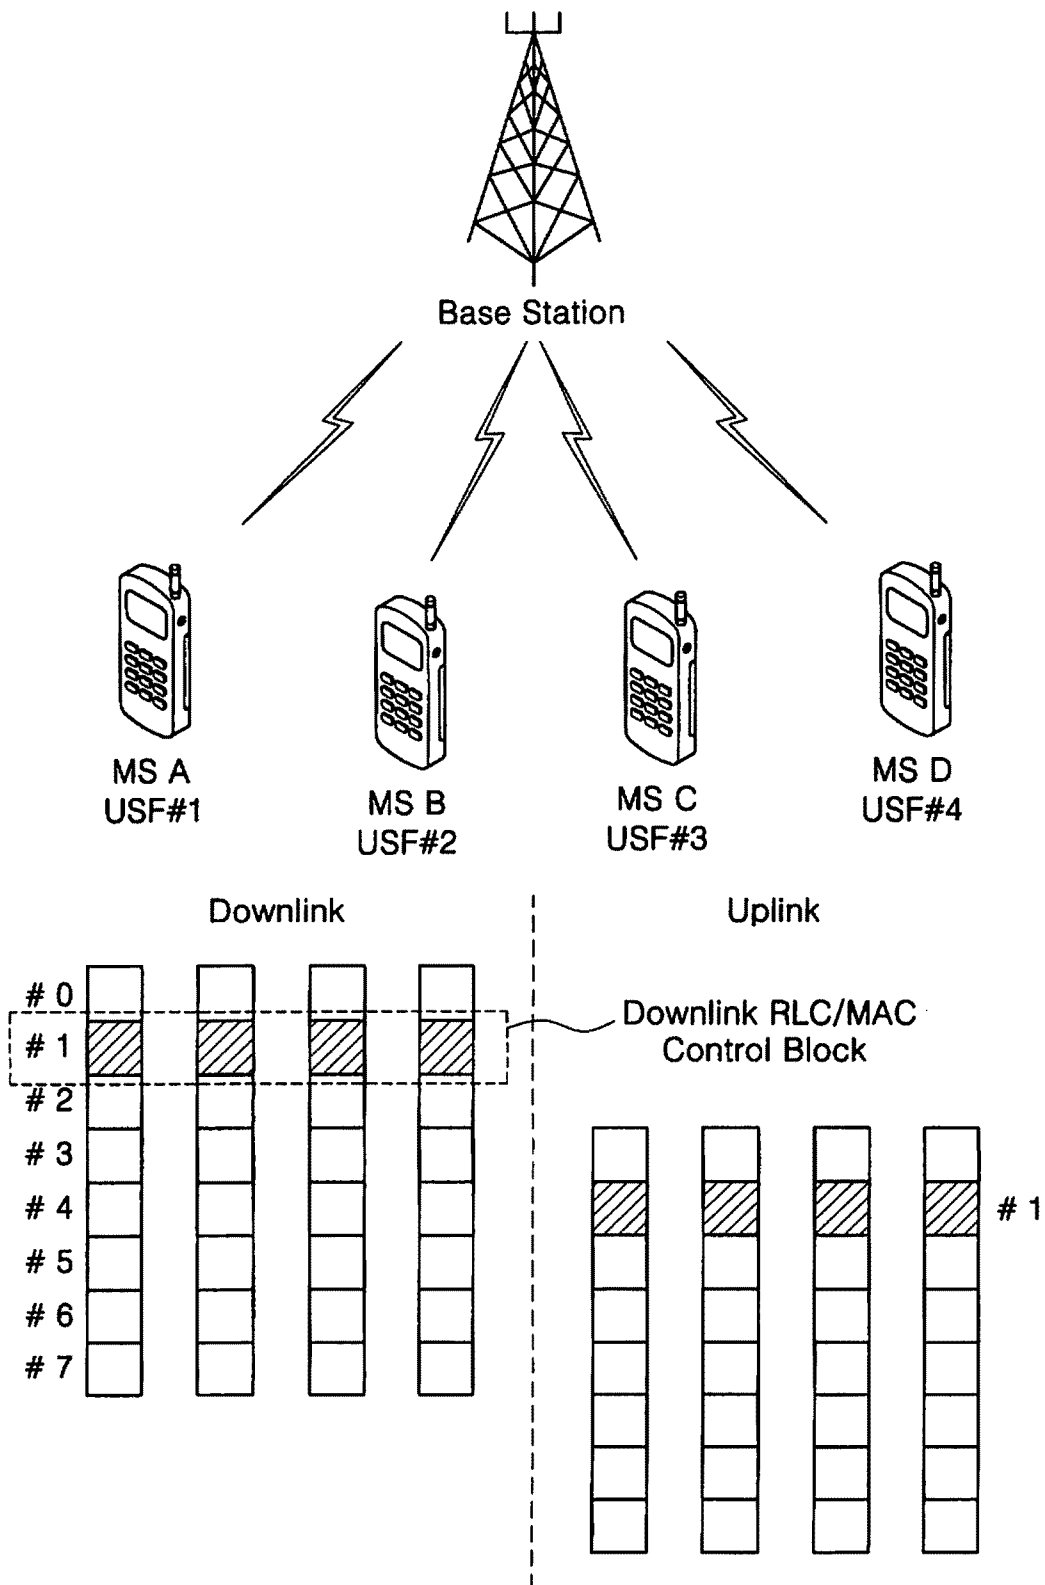 Base Station
MS A
USF#1
MS B
USF#2
MS C
USF#3
MS D
USF#4
Downlink
Uplink
# 0
# 1
# 2
# 3
# 4
# 5
# 6
# 7
Downlink RLC/MAC
Control Block
# 1